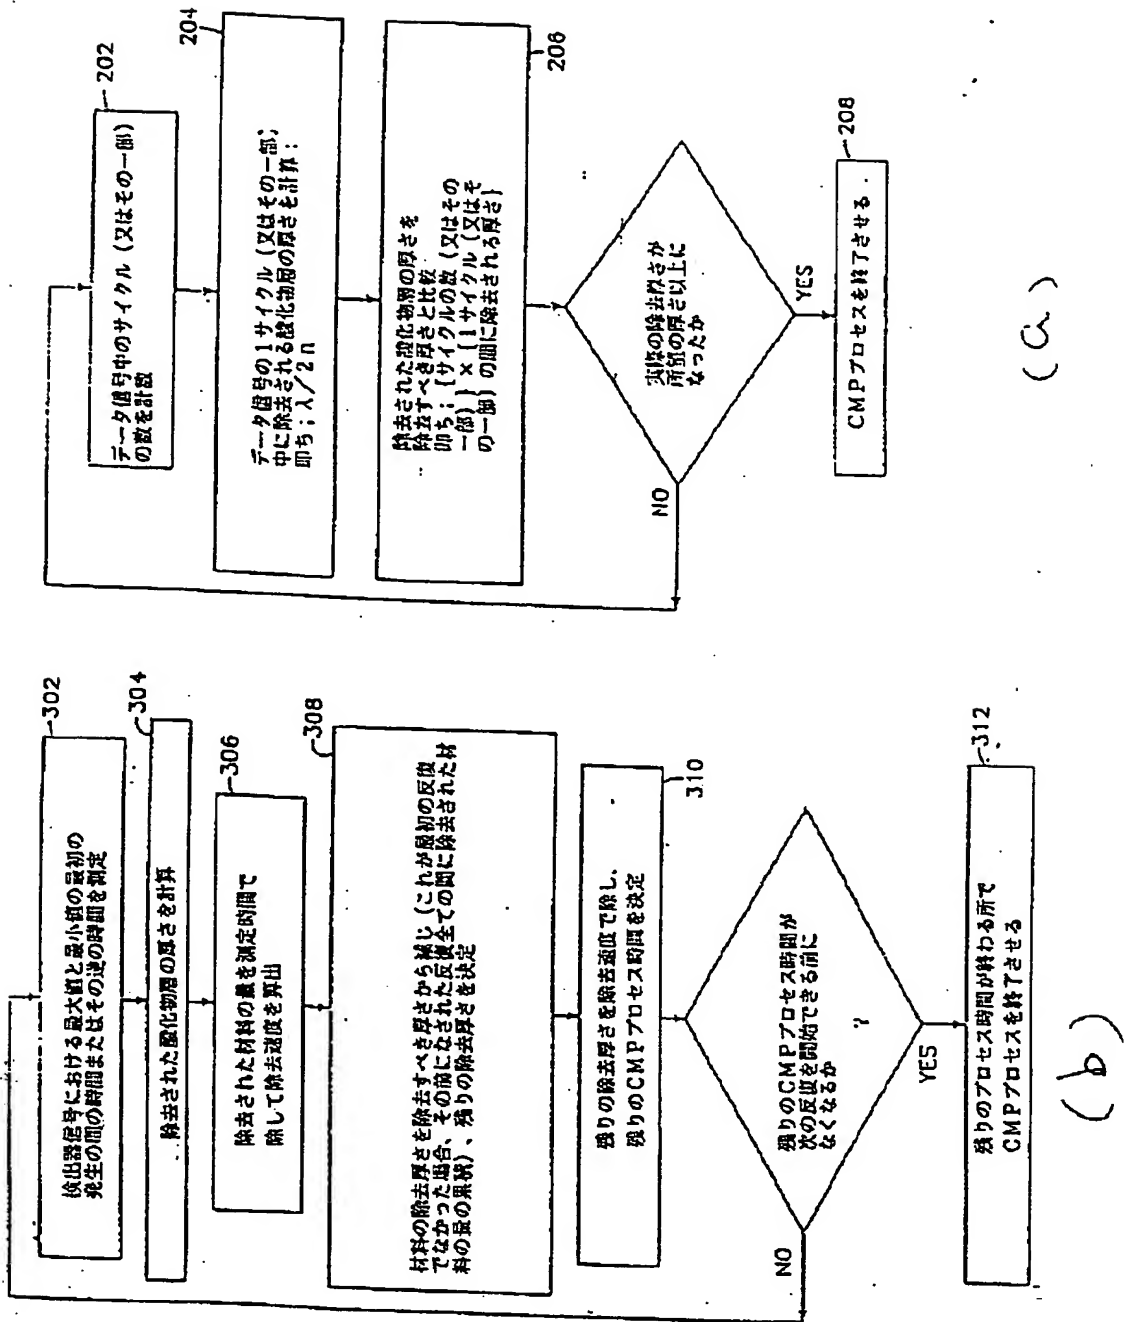 202
データ信号中のサイクル（又はその一部）
の数を計数
204
データ信号の1サイクル（又はその一部）
中に除去される酸化物層の厚さを計算：
即ち；λ／2n
206
除去された酸化物層の厚さを
除去すべき厚さと比較
即ち；{サイクルの数（又はその
一部）}×{1サイクル（又はそ
の一部）の間に除去される厚さ}
実際の除去厚さが
所望の厚さ以上に
なったか
NO
YES
208
CMPプロセスを終了させる
(a)
302
検出器信号における最大値と最小値の最初の
発生の間の時間またはその逆の時間を測定
304
除去された酸化物層の厚さを計算
306
除去された材料の量を測定時間で
除して除去速度を算出
308
材料の除去厚さを除去すべき厚さから減じ（これが最初の反復
でなかった場合、その前になされた反復全ての間に除去された材
料の量の累積）、残りの除去厚さを決定
310
残りの除去厚さを除去速度で除し、
残りのCMPプロセス時間を決定
残りのCMPプロセス時間が
次の反復を開始できる前に
なくなるか
?
NO
YES
312
残りのプロセス時間が終わる所で
CMPプロセスを終了させる
(b)